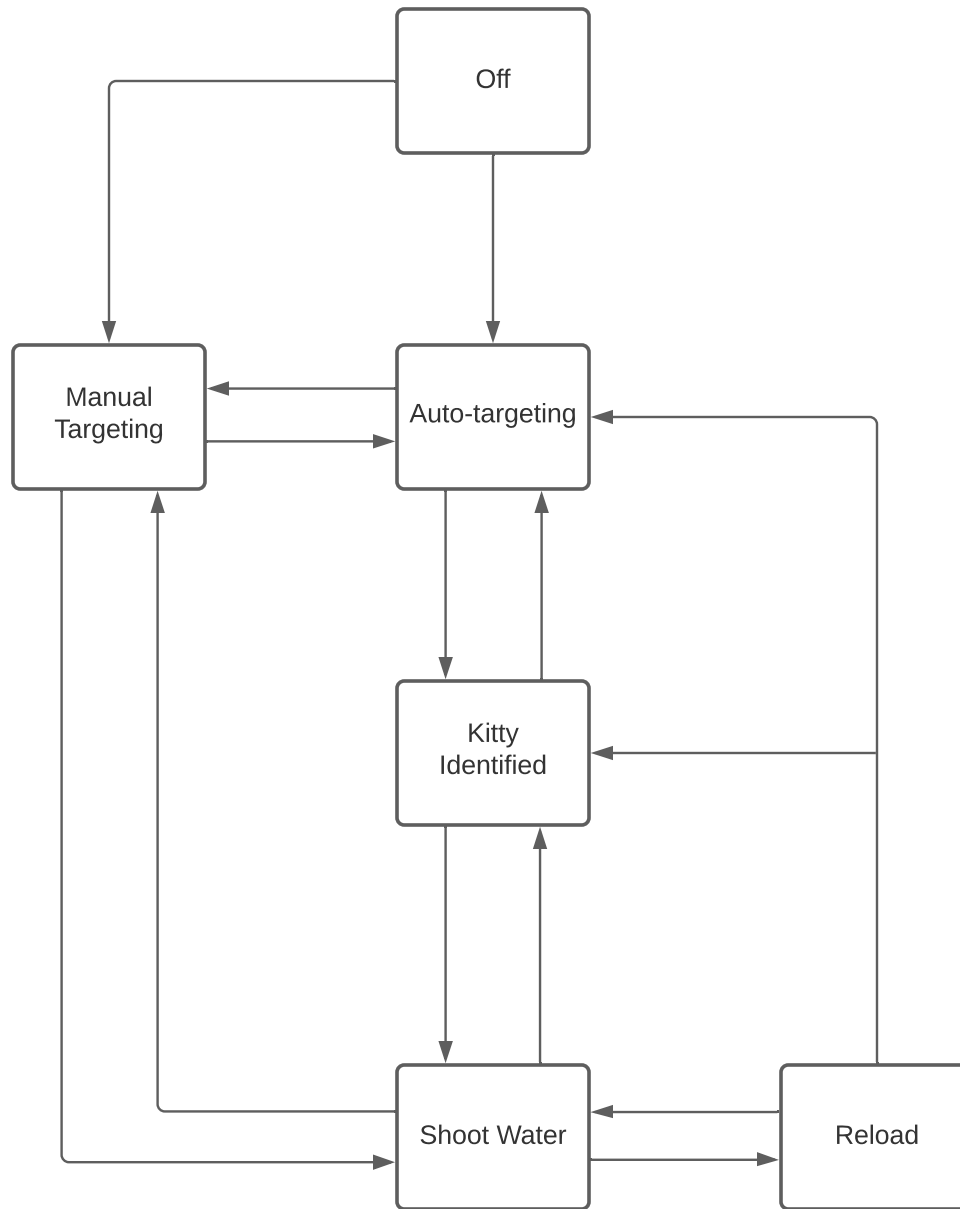 Off
Manual
Targeting
Auto-targeting
Kitty
Identified
Shoot Water
Reload